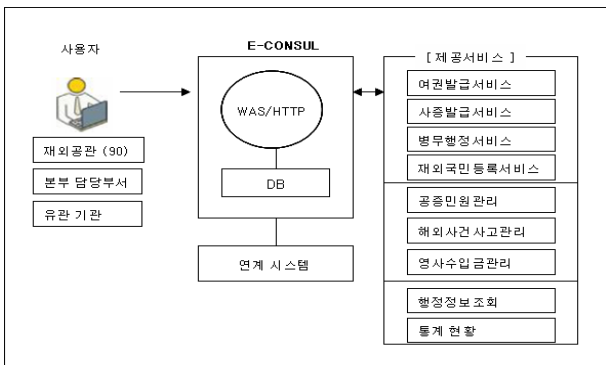 사용자
재외공관 (90)
본부 담당부서
유관 기관
E-CONSUL
WAS/HTTP
DB
연계 시스템
[ 제공서비스 ]
여권발급서비스
사증발급서비스
병무행정서비스
재외국민등록서비스
공증민원관리
해외사건사고관리
영사수입금관리
행정정보조회
통계 현황